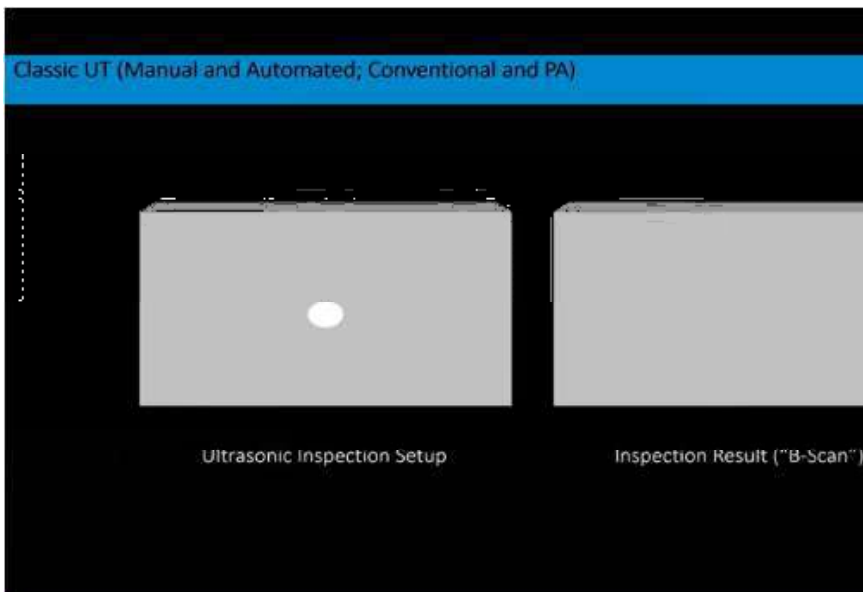 Classic UT (Manual and Automated; Conventional and PA)
Ultrasonic Inspection Setup
Inspection Result ("B-Scan")